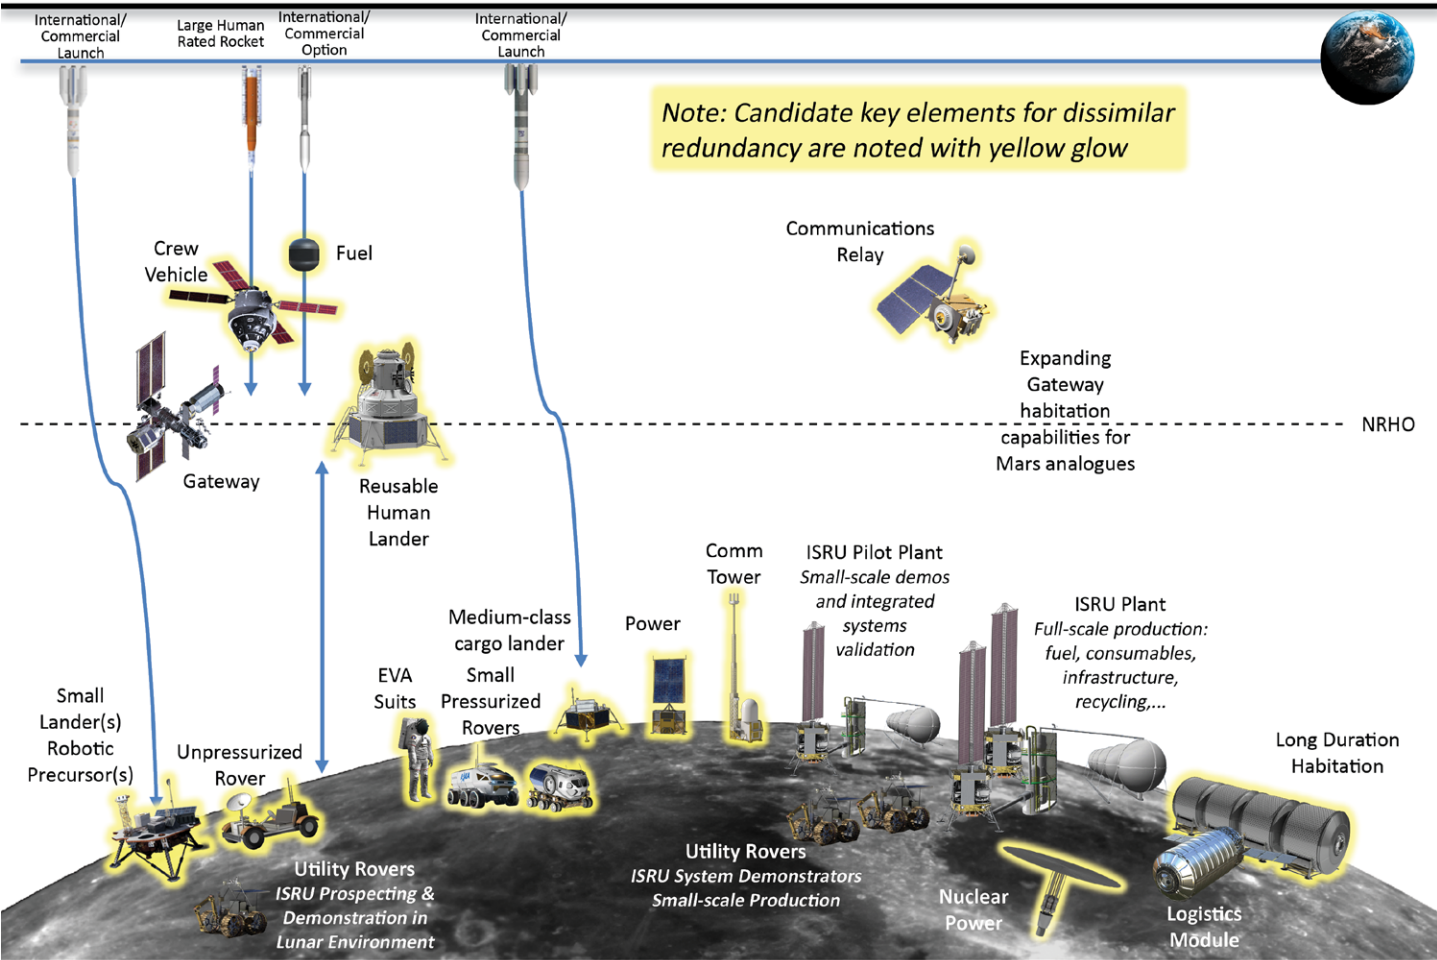 International/
Commercial
Launch
Large Human
Rated Rocket
International/
Commercial
Option
International/
Commercial
Launch
Note: Candidate key elements for dissimilar
redundancy are noted with yellow glow
Communications
Relay
Crew
Vehicle
Fuel
Expanding
Gateway
habitation
capabilities for
Mars analogues
NRHO
Gateway
Reusable
Human
Lander
Comm
Tower
ISRU Pilot Plant
Small-scale demos
and integrated
systems
validation
ISRU Plant
Full-scale production:
fuel, consumables,
infrastructure,
recycling,...
Medium-class
cargo lander
Power
EVA
Suits
Small
Pressurized
Rovers
Small
Lander(s)
Robotic
Precursor(s)
Unpressurized
Rover
Long Duration
Habitation
Utility Rovers
ISRU Prospecting &
Demonstration in
Lunar Environment
Utility Rovers
ISRU System Demonstrators
Small-scale Production
Nuclear
Power
Logistics
Module